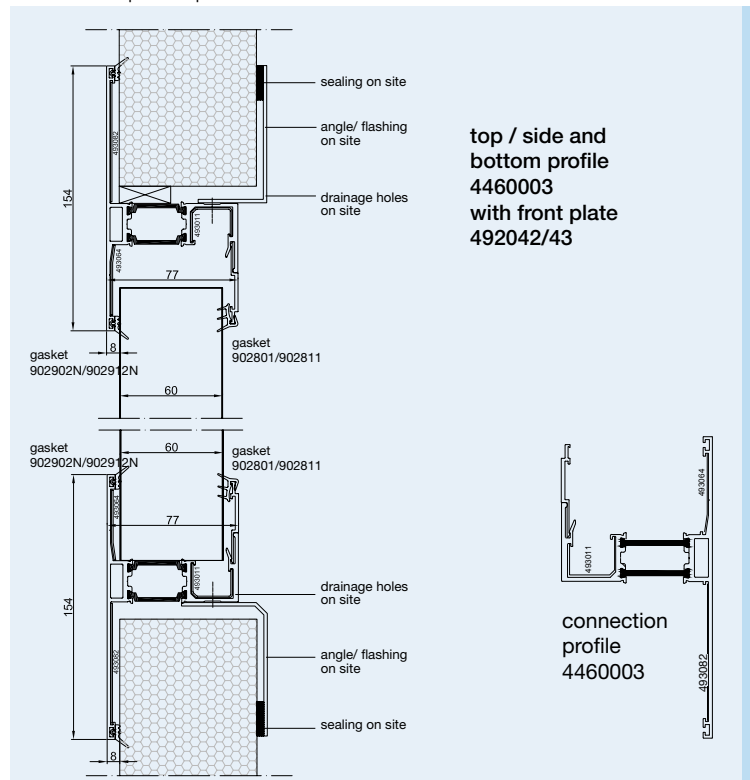 sealing on site
angle/ flashing
on site
drainage holes
on site
top / side and
bottom profile
4460003
with front plate
492042/43
154
493082
493011
493064
77
8
gasket
902902N/902912N
gasket
902801/902811
60
60
gasket
902902N/902912N
gasket
902801/902811
493064
77
154
493011
drainage holes
on site
angle/ flashing
on site
493082
sealing on site
8
493064
493011
connection
profile
4460003
493082